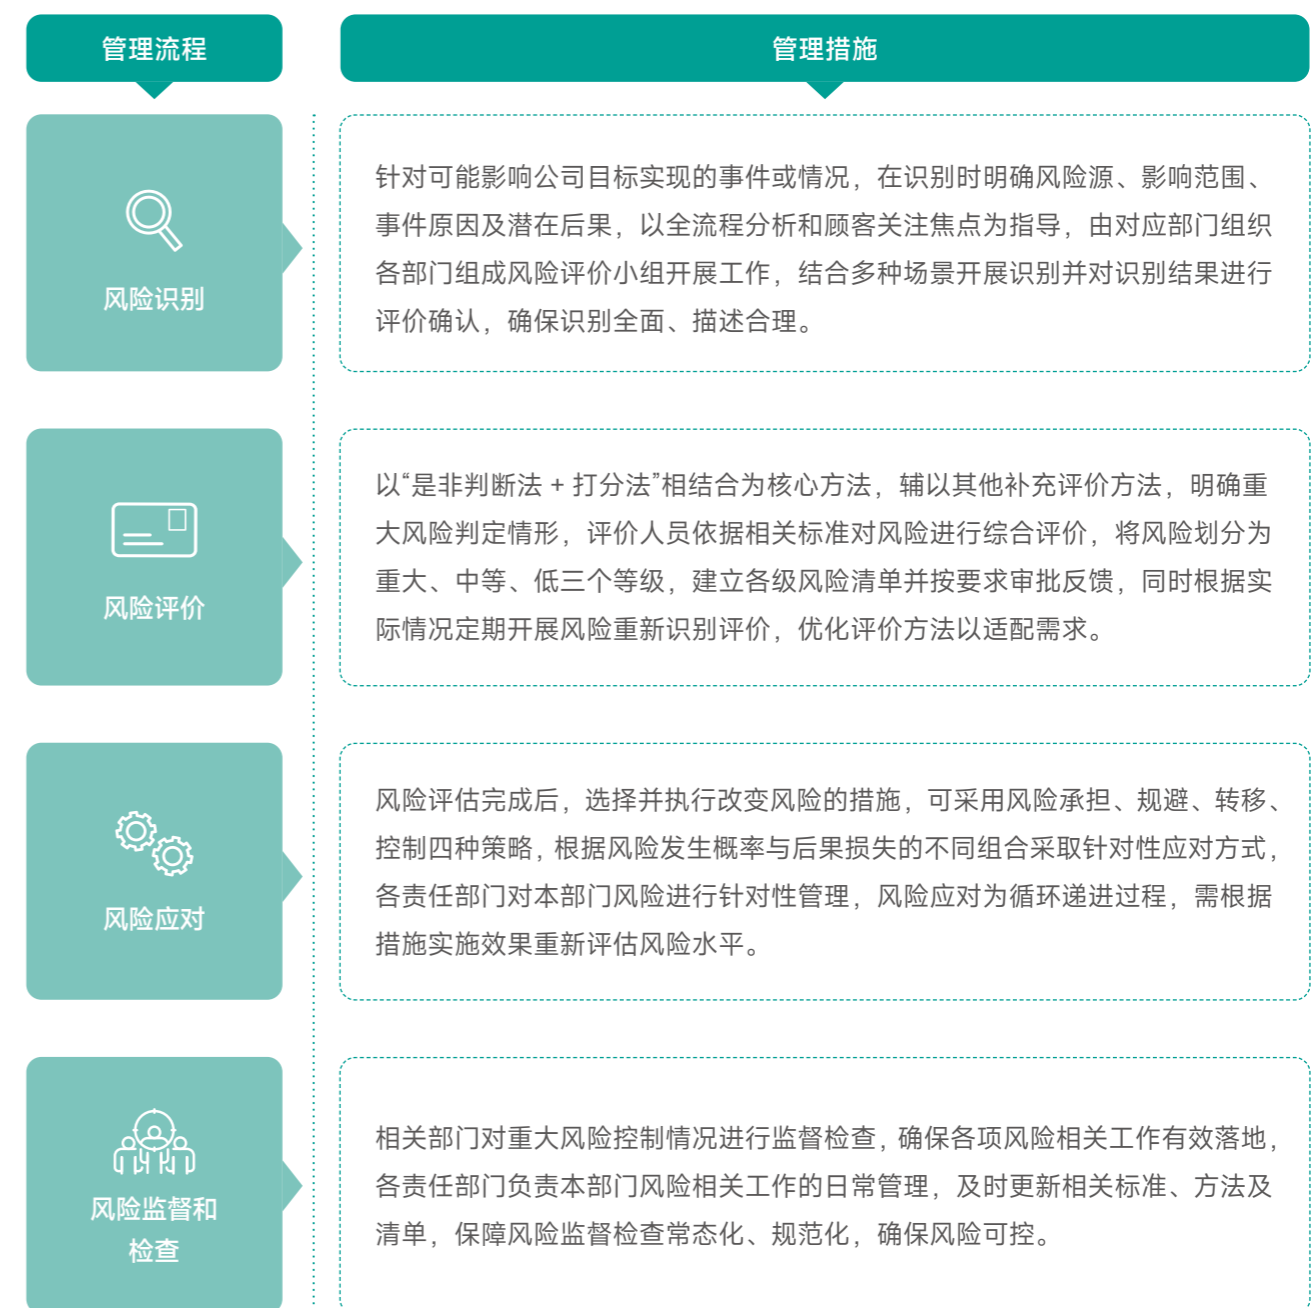 管理流程
管理措施
风险识别
针对可能影响公司目标实现的事件或情况，在识别时明确风险源、影响范围、
事件原因及潜在后果，以全流程分析和顾客关注焦点为指导，由对应部门组织
各部门组成风险评价小组开展工作，结合多种场景开展识别并对识别结果进行
评价确认，确保识别全面、描述合理。
风险评价
以“是非判断法 + 打分法”相结合为核心方法，辅以其他补充评价方法，明确重
大风险判定情形，评价人员依据相关标准对风险进行综合评价，将风险划分为
重大、中等、低三个等级，建立各级风险清单并按要求审批反馈，同时根据实
际情况定期开展风险重新识别评价，优化评价方法以适配需求。
风险应对
风险评估完成后，选择并执行改变风险的措施，可采用风险承担、规避、转移、
控制四种策略，根据风险发生概率与后果损失的不同组合采取针对性应对方式，
各责任部门对本部门风险进行针对性管理，风险应对为循环递进过程，需根据
措施实施效果重新评估风险水平。
风险监督和
检查
相关部门对重大风险控制情况进行监督检查，确保各项风险相关工作有效落地，
各责任部门负责本部门风险相关工作的日常管理，及时更新相关标准、方法及
清单，保障风险监督检查常态化、规范化，确保风险可控。